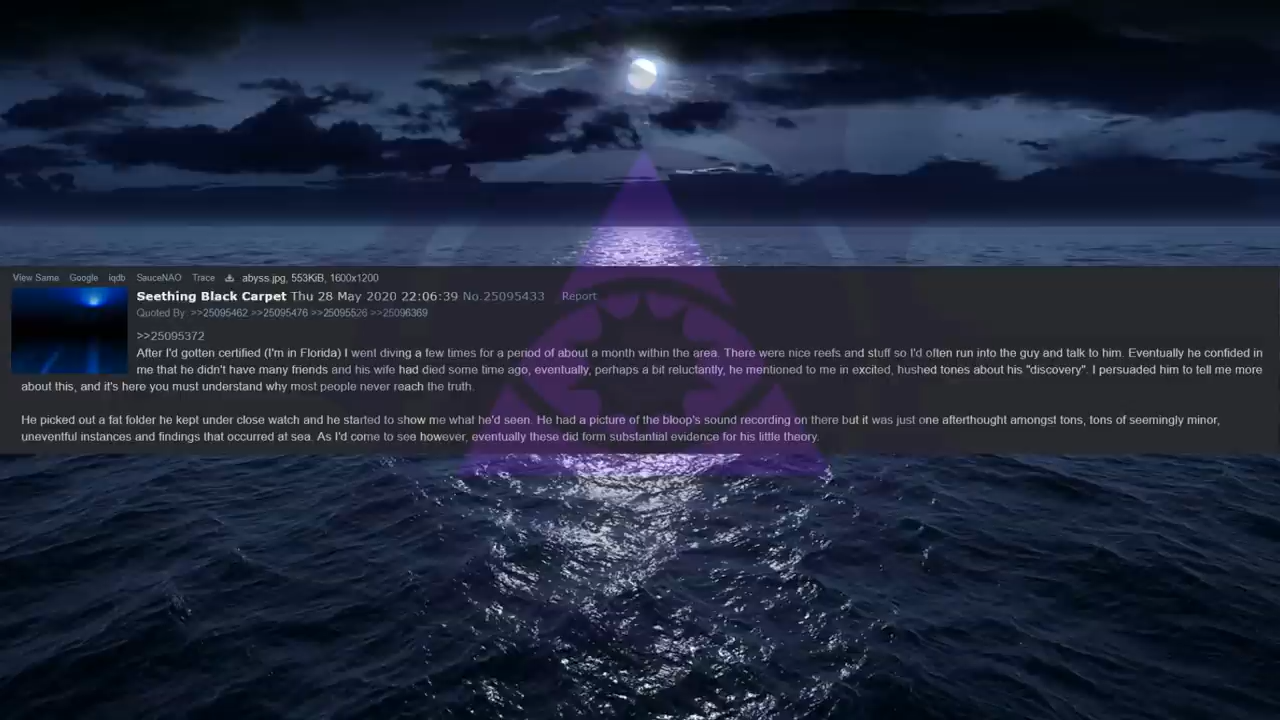 View Same Google iqdb SauceNAO Trace abyss.jpg, 553KiB, 1600x1200
Seething Black Carpet Thu 28 May 2020 22:06:39 No.25095433 Report
Quoted By: >>25095462 >>25095476 >>25095526 >>25096369
>>25095372
After I'd gotten certified (I'm in Florida) I went diving a few times for a period of about a month within the area. There were nice reefs and stuff so I'd often run into the guy and talk to him. Eventually he confided in
me that he didn't have many friends and his wife had died some time ago, eventually, perhaps a bit reluctantly, he mentioned to me in excited, hushed tones about his "discovery". I persuaded him to tell me more
about this, and it's here you must understand why most people never reach the truth.
He picked out a fat folder he kept under close watch and he started to show me what he'd seen. He had a picture of the bloop's sound recording on there but it was just one afterthought amongst tons, tons of seemingly minor,
uneventful instances and findings that occurred at sea. As I'd come to see however, eventually these did form substantial evidence for his little theory.